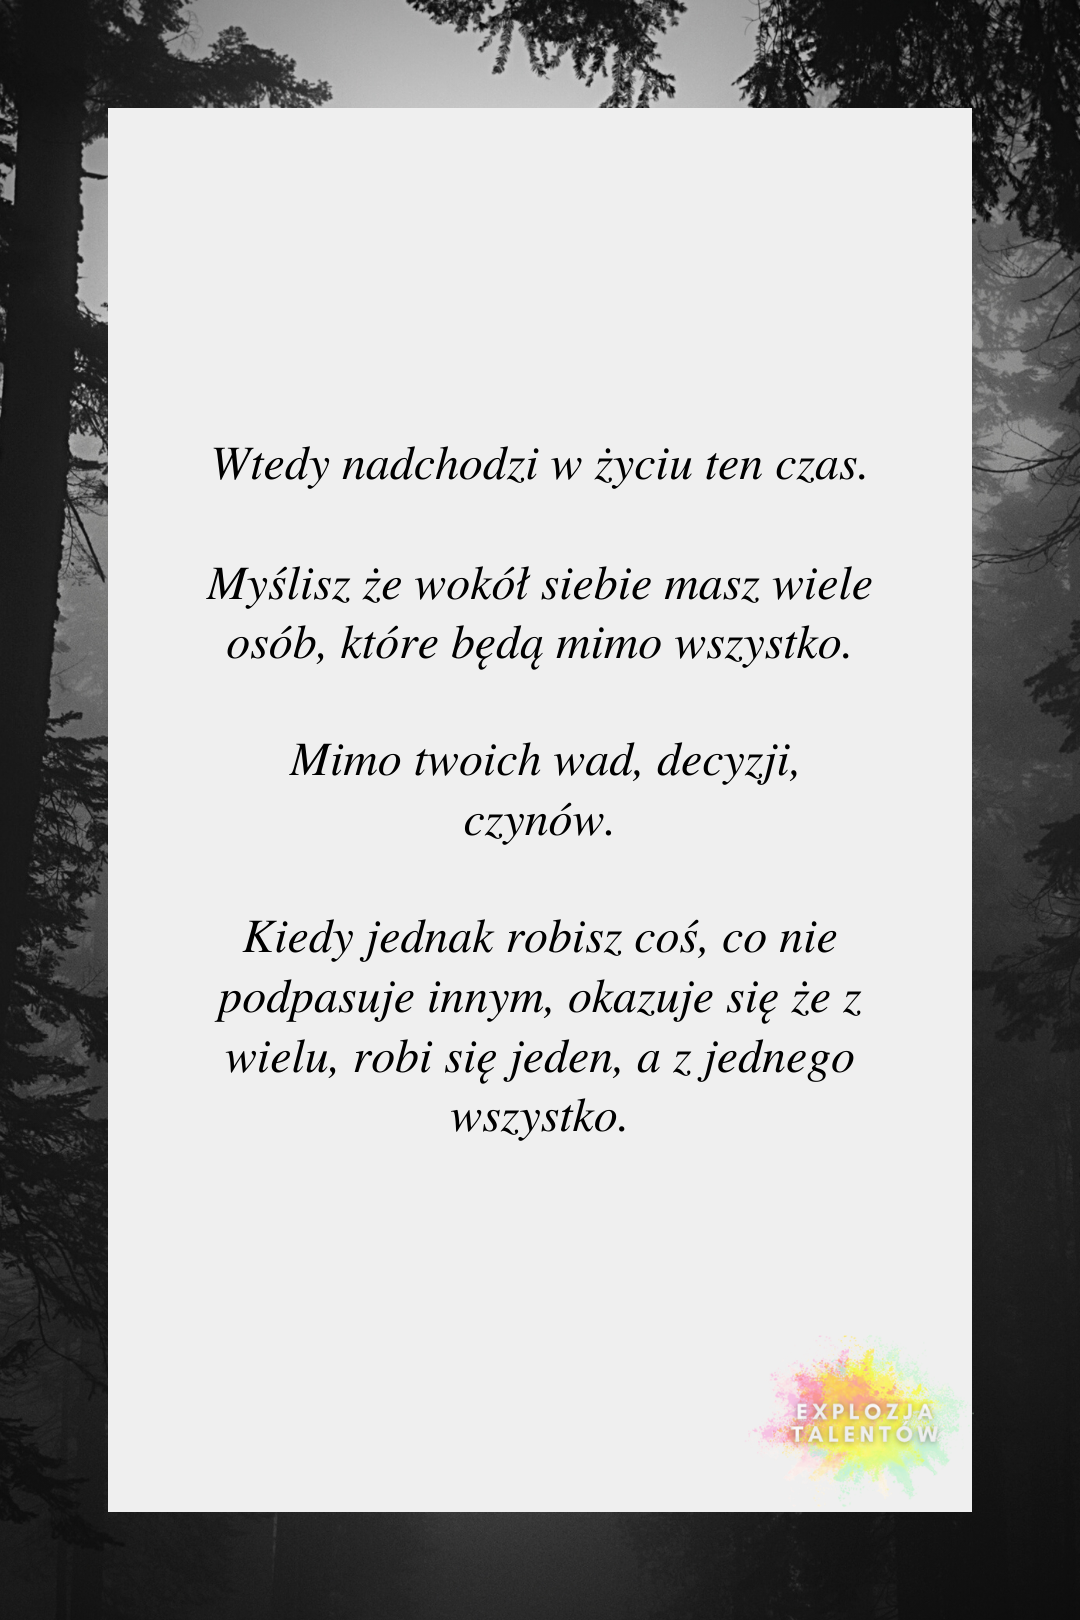 Wtedy nadchodzi w życiu ten czas.
Myślisz że wokół siebie masz wiele
osób, które będą mimo wszystko.
Mimo twoich wad, decyzji,
czynów.
Kiedy jednak robisz coś, co nie
podpasuje innym, okazuje się że z
wielu, robi się jeden, a z jednego
wszystko.
EXPLOZJA
TALENTÓW